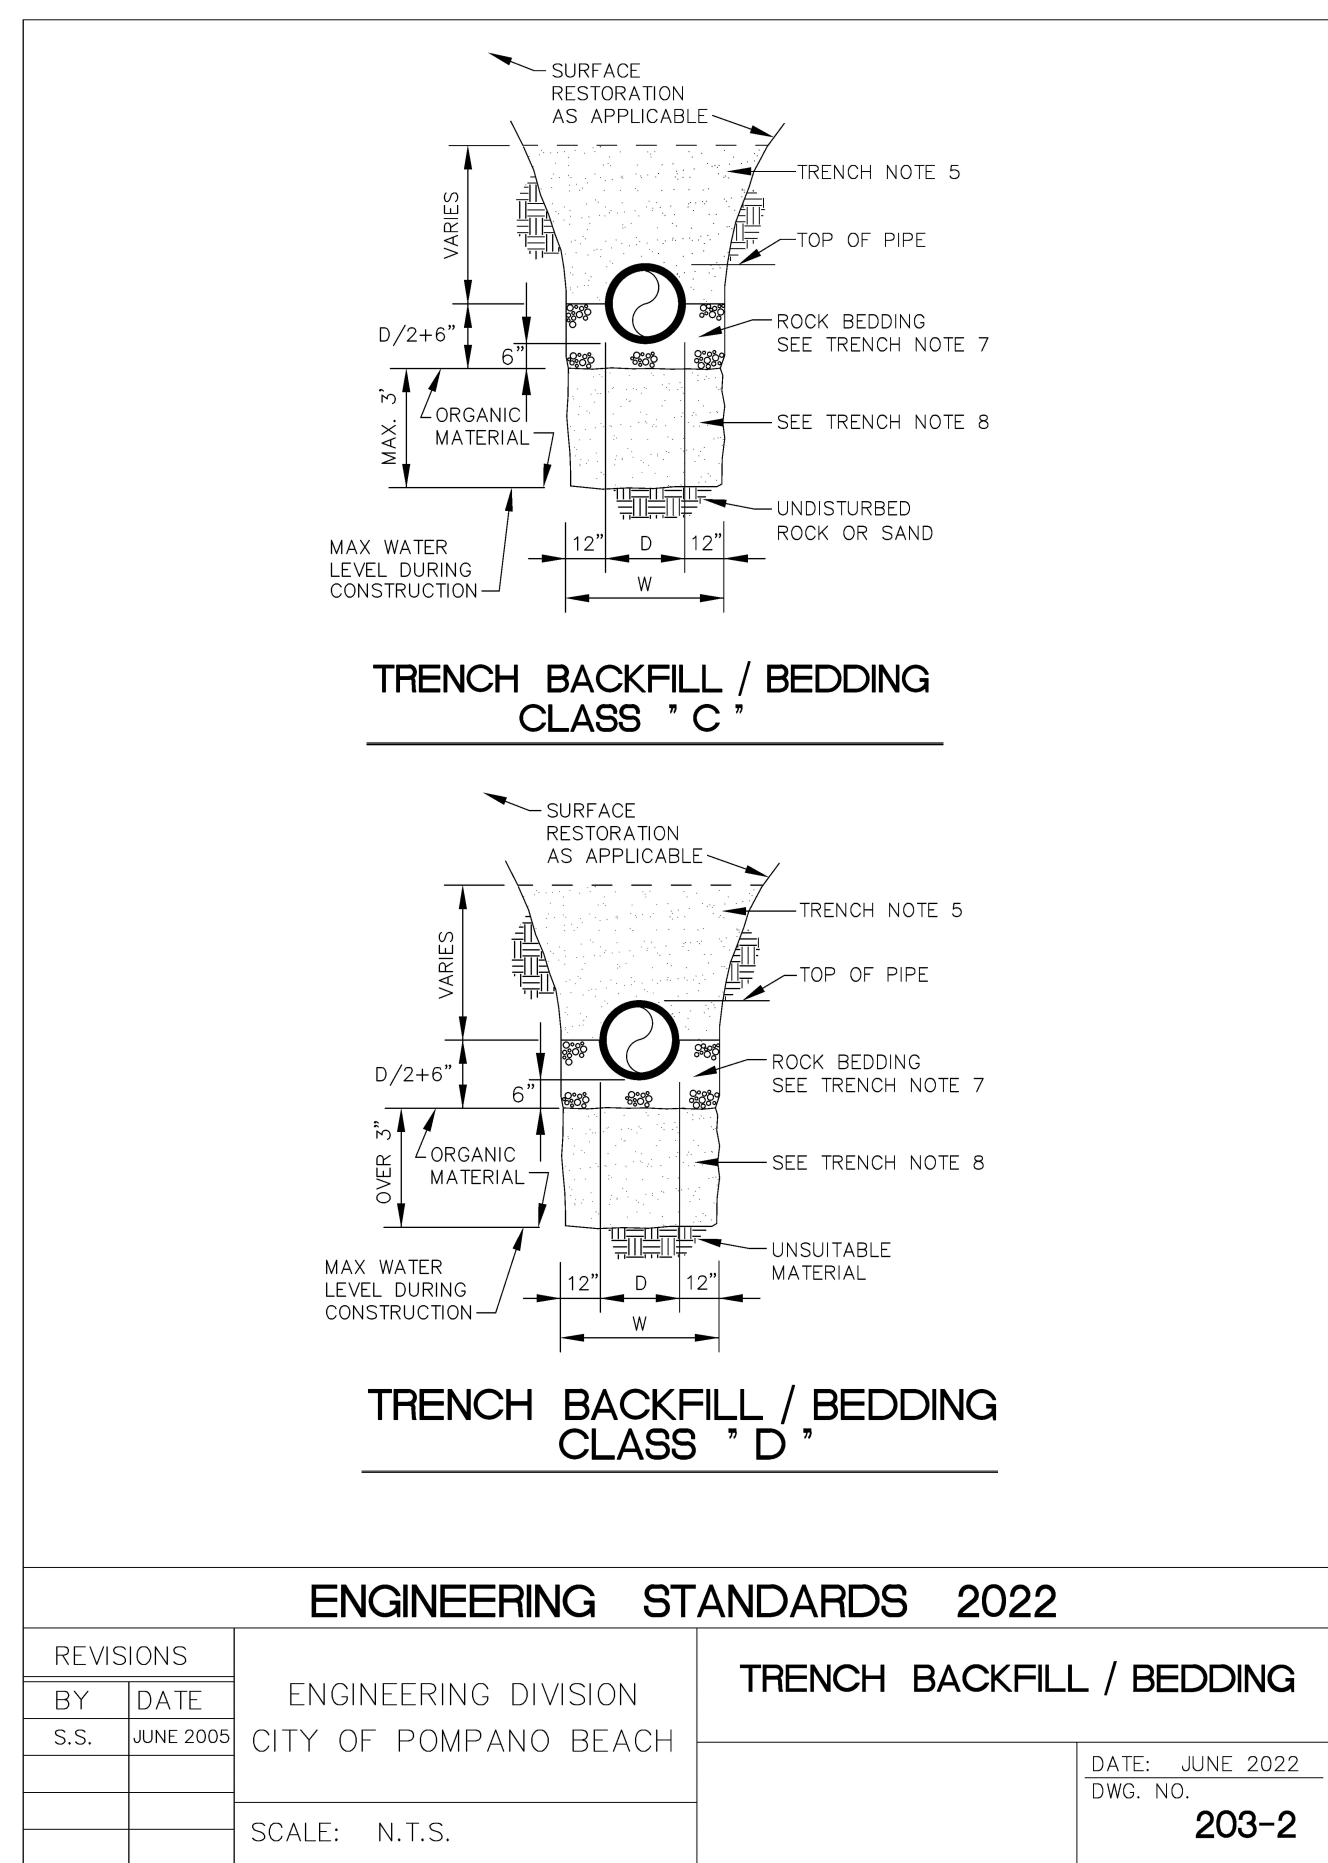 SURFACE
RESTORATION
AS APPLICABLE
TRENCH NOTE 5
VARIES
TOP OF PIPE
D/2+6"
6"
ROCK BEDDING
SEE TRENCH NOTE 7
MAX. 3'
ORGANIC
MATERIAL
SEE TRENCH NOTE 8
UNDISTURBED
ROCK OR SAND
MAX WATER
LEVEL DURING
CONSTRUCTION
12" D 12"
W
TRENCH BACKFILL / BEDDING
CLASS "C"
SURFACE
RESTORATION
AS APPLICABLE
TRENCH NOTE 5
VARIES
TOP OF PIPE
D/2+6"
6"
ROCK BEDDING
SEE TRENCH NOTE 7
OVER 3"
ORGANIC
MATERIAL
SEE TRENCH NOTE 8
UNSUITABLE
MATERIAL
MAX WATER
LEVEL DURING
CONSTRUCTION
12" D 12"
W
TRENCH BACKFILL / BEDDING
CLASS "D"
ENGINEERING STANDARDS 2022
REVISIONS
BY DATE
S.S. JUNE 2005
ENGINEERING DIVISION
CITY OF POMPANO BEACH
SCALE: N.T.S.
TRENCH BACKFILL / BEDDING
DATE: JUNE 2022
DWG. NO.
203-2